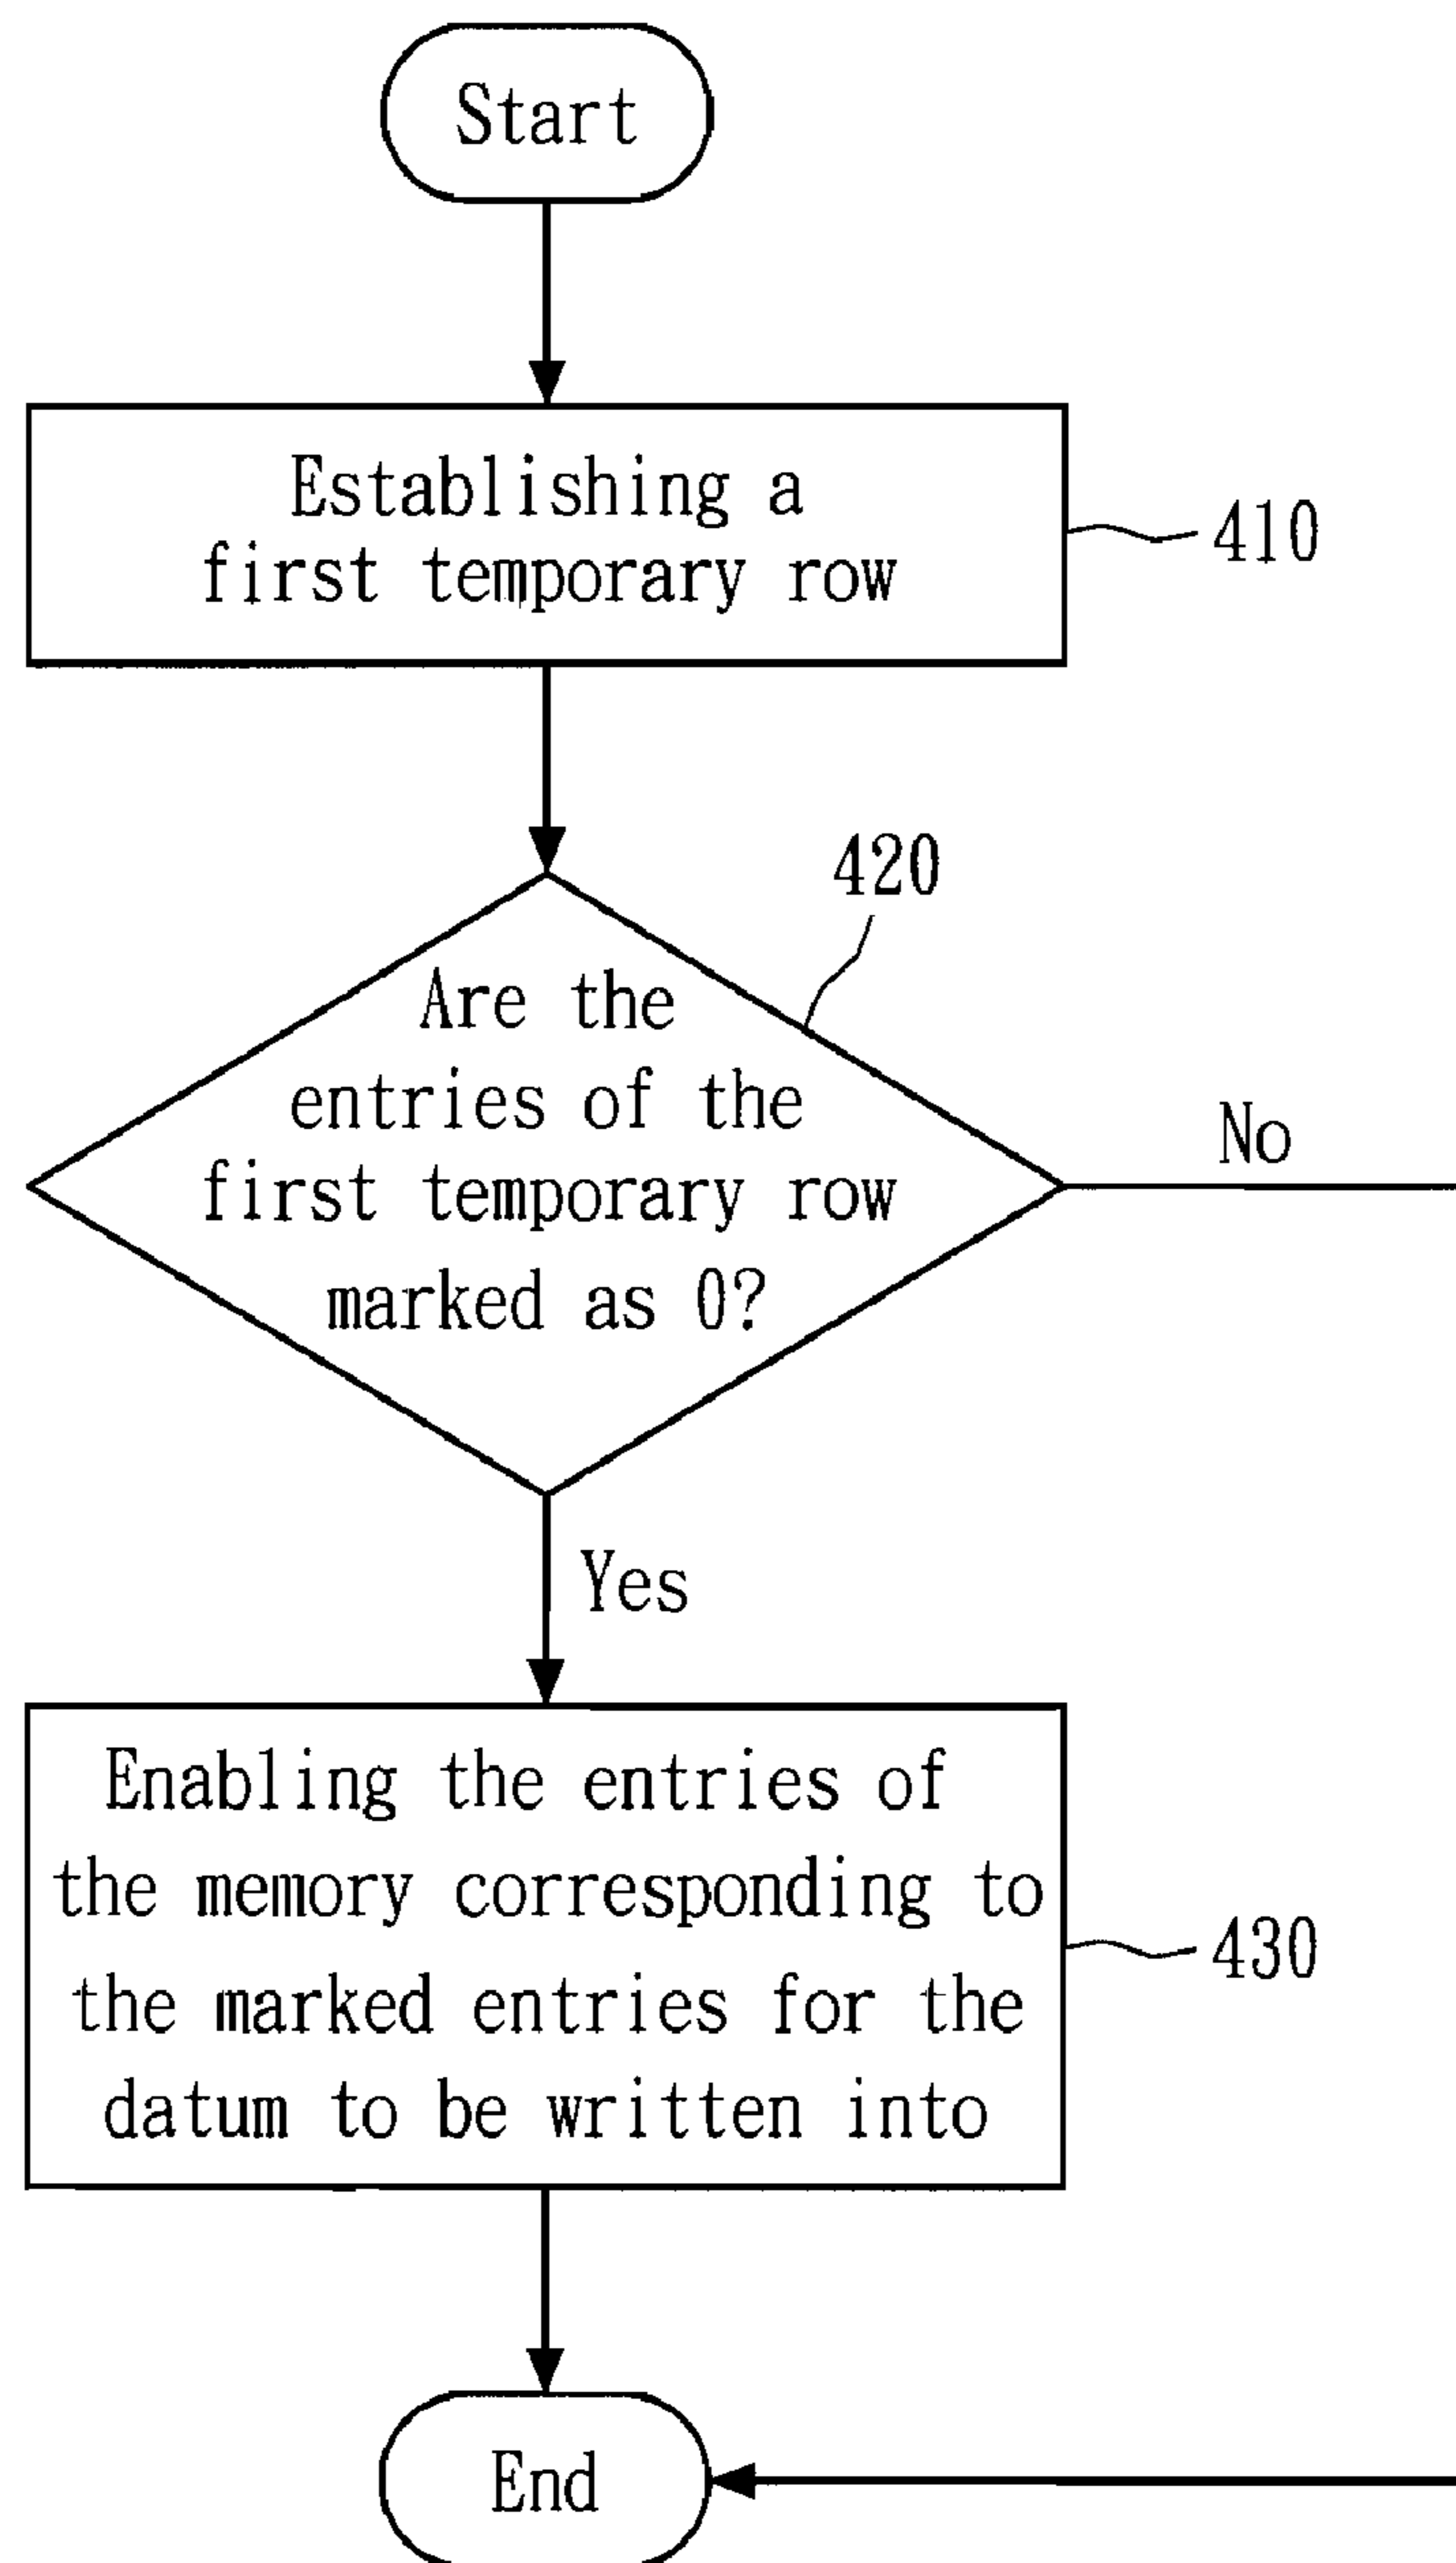 Start
Establishing a
first temporary row
410
420
Are the
entries of the
first temporary row
marked as 0?
No
Yes
Enabling the entries of
the memory corresponding to
the marked entries for the
datum to be written into
430
End